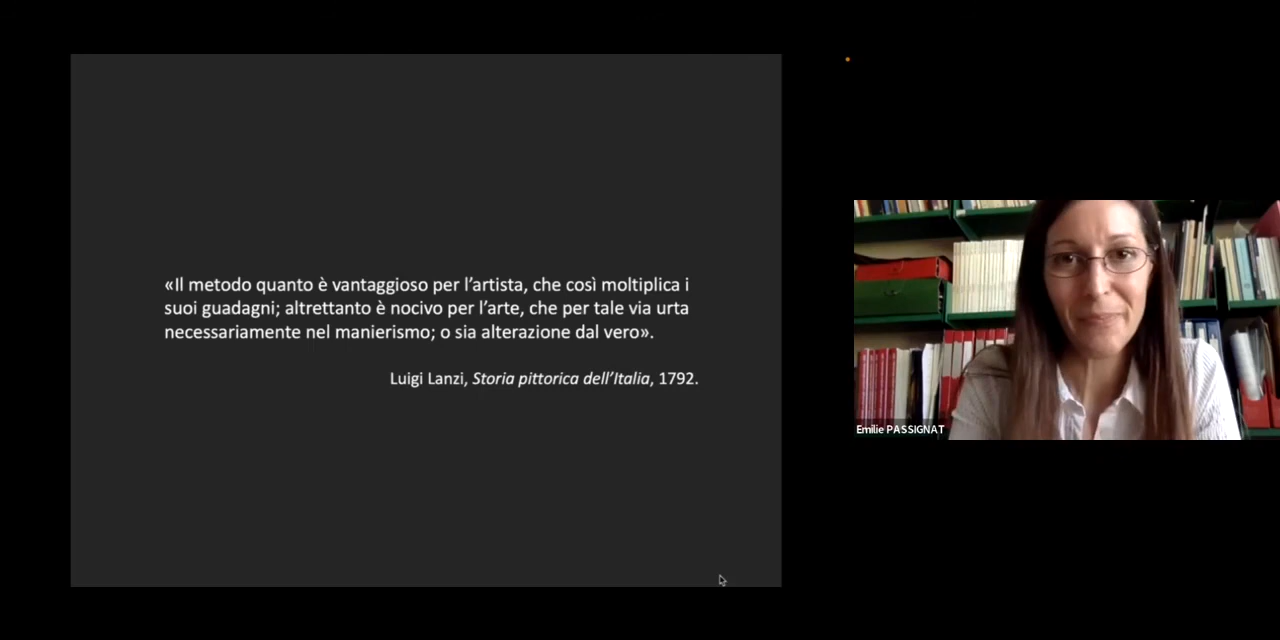 «Il metodo quanto è vantaggioso per l’artista, che così moltiplica i
suoi guadagni; altrettanto è nocivo per l’arte, che per tale via urta
necessariamente nel manierismo; o sia alterazione dal vero».
Luigi Lanzi, Storia pittorica dell’Italia, 1792.
Emilie PASSIGNAT